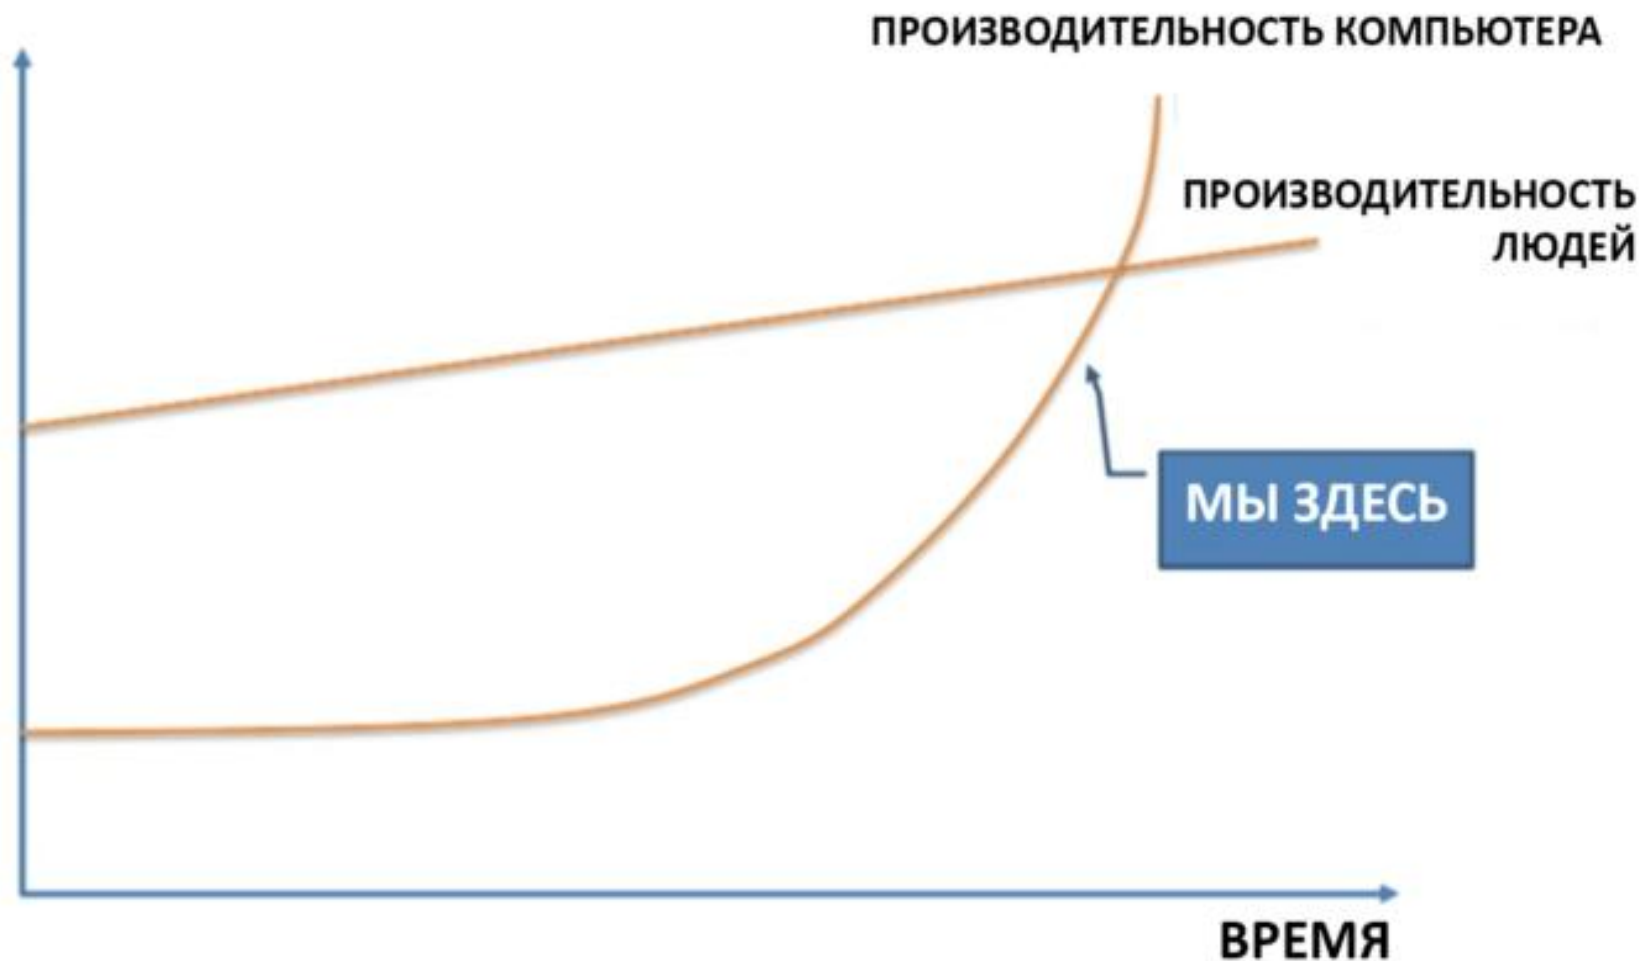 ПРОИЗВОДИТЕЛЬНОСТЬ КОМПЬЮТЕРА
ПРОИЗВОДИТЕЛЬНОСТЬ
ЛЮДЕЙ
МЫ ЗДЕСЬ
ВРЕМЯ